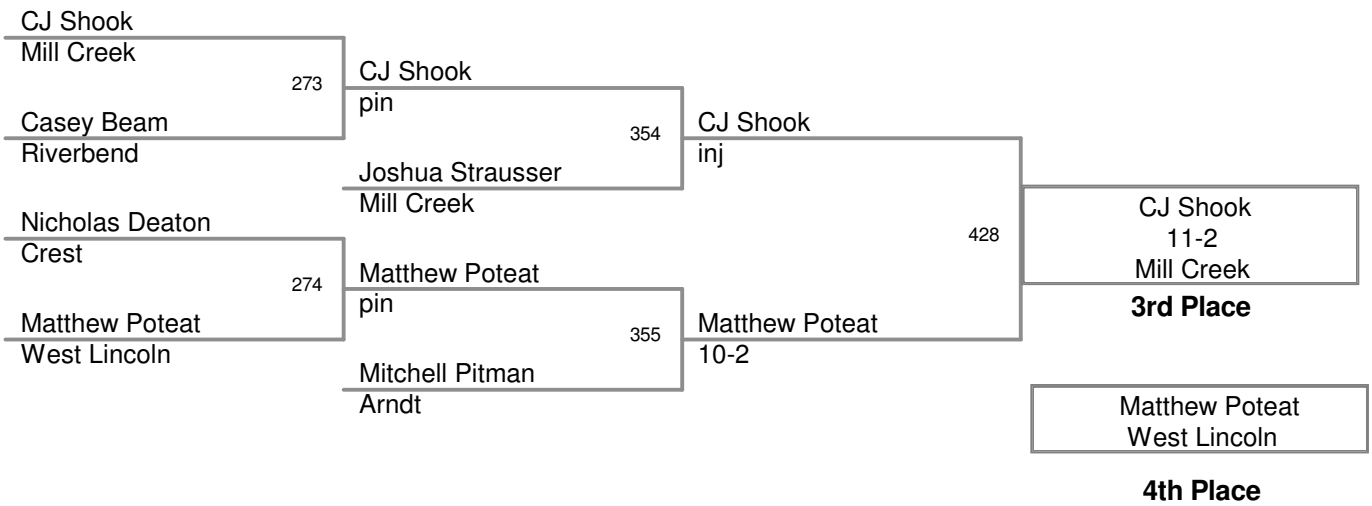 CJ Shook
Mill Creek
273
Casey Beam
Riverbend
Nicholas Deaton
Crest
274
Matthew Poteat
West Lincoln
CJ Shook
pin
354
Joshua Strausser
Mill Creek
Matthew Poteat
pin
355
Mitchell Pitman
Arndt
CJ Shook
inj
428
Matthew Poteat
10-2
CJ Shook
11-2
Mill Creek
3rd Place
Matthew Poteat
West Lincoln
4th Place